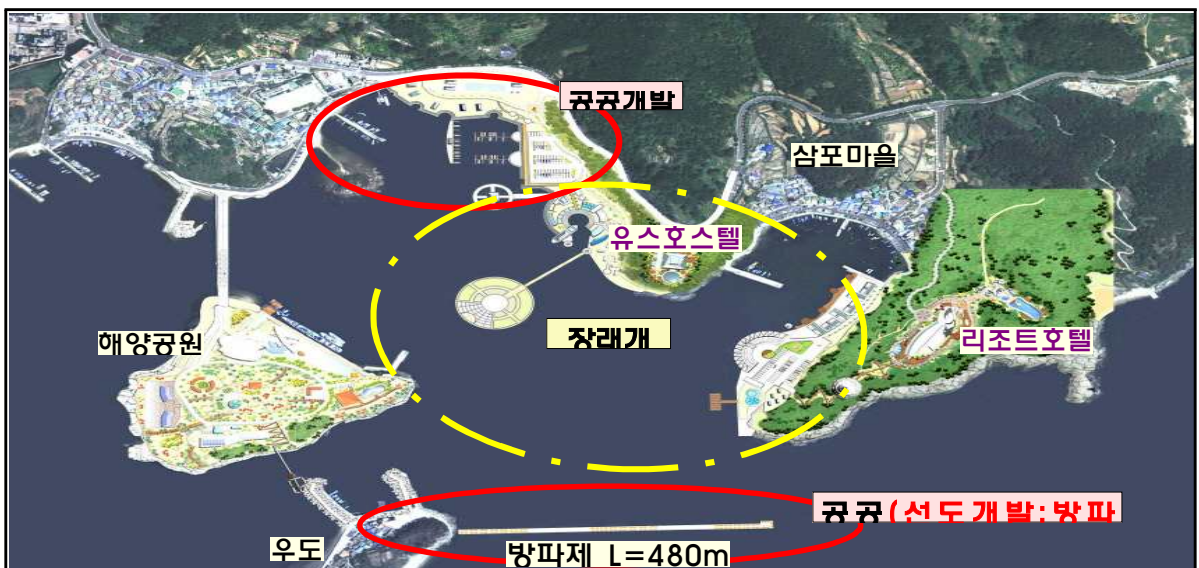 공공개발
삼포마을
유스호스텔
해양공원
장래개
리조트호텔
공공(선도개발:방파
우도
방파제 L=480m